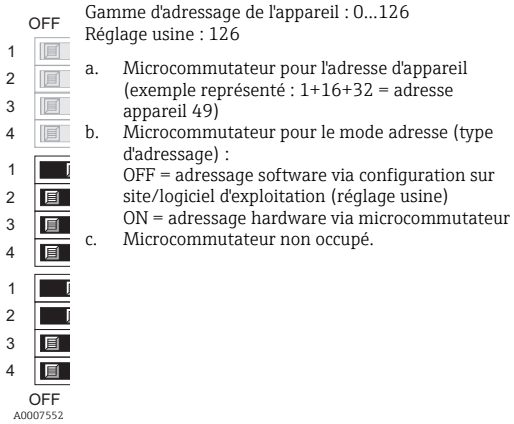 OFF
1
2
3
4
1
2
3
4
1
2
3
4
OFF
A0007552
Gamme d'adressage de l'appareil : 0...126
Réglage usine : 126
a. Microcommutateur pour l'adresse d'appareil
(exemple représenté : 1+16+32 = adresse
appareil 49)
b. Microcommutateur pour le mode adresse (type
d'adressage) :
OFF = adressage software via configuration sur
site/logiciel d'exploitation (réglage usine)
ON = adressage hardware via microcommutateur
c. Microcommutateur non occupé.